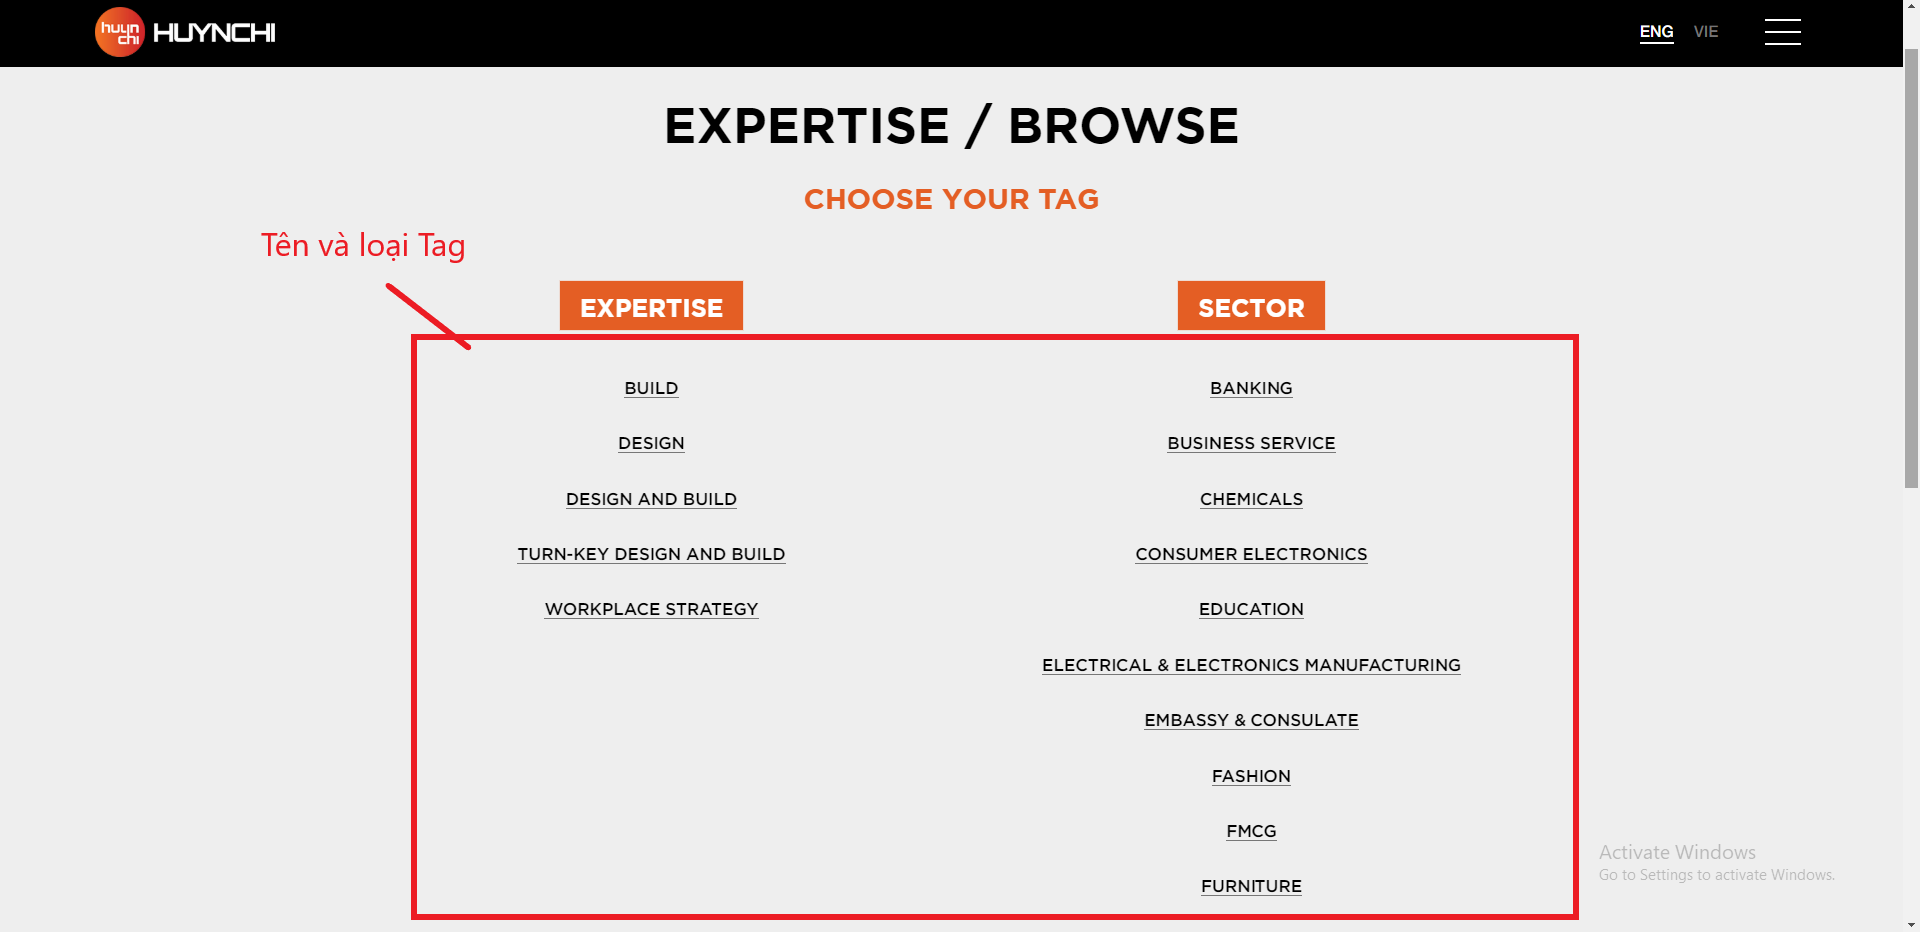 huyn
chi
HUYNCHI
ENG VIE
EXPERTISE / BROWSE
CHOOSE YOUR TAG
Tên và loại Tag
EXPERTISE
BUILD
DESIGN
DESIGN AND BUILD
TURN-KEY DESIGN AND BUILD
WORKPLACE STRATEGY
SECTOR
BANKING
BUSINESS SERVICE
CHEMICALS
CONSUMER ELECTRONICS
EDUCATION
ELECTRICAL & ELECTRONICS MANUFACTURING
EMBASSY & CONSULATE
FASHION
FMCG
FURNITURE
Activate Windows
Go to Settings to activate Windows.